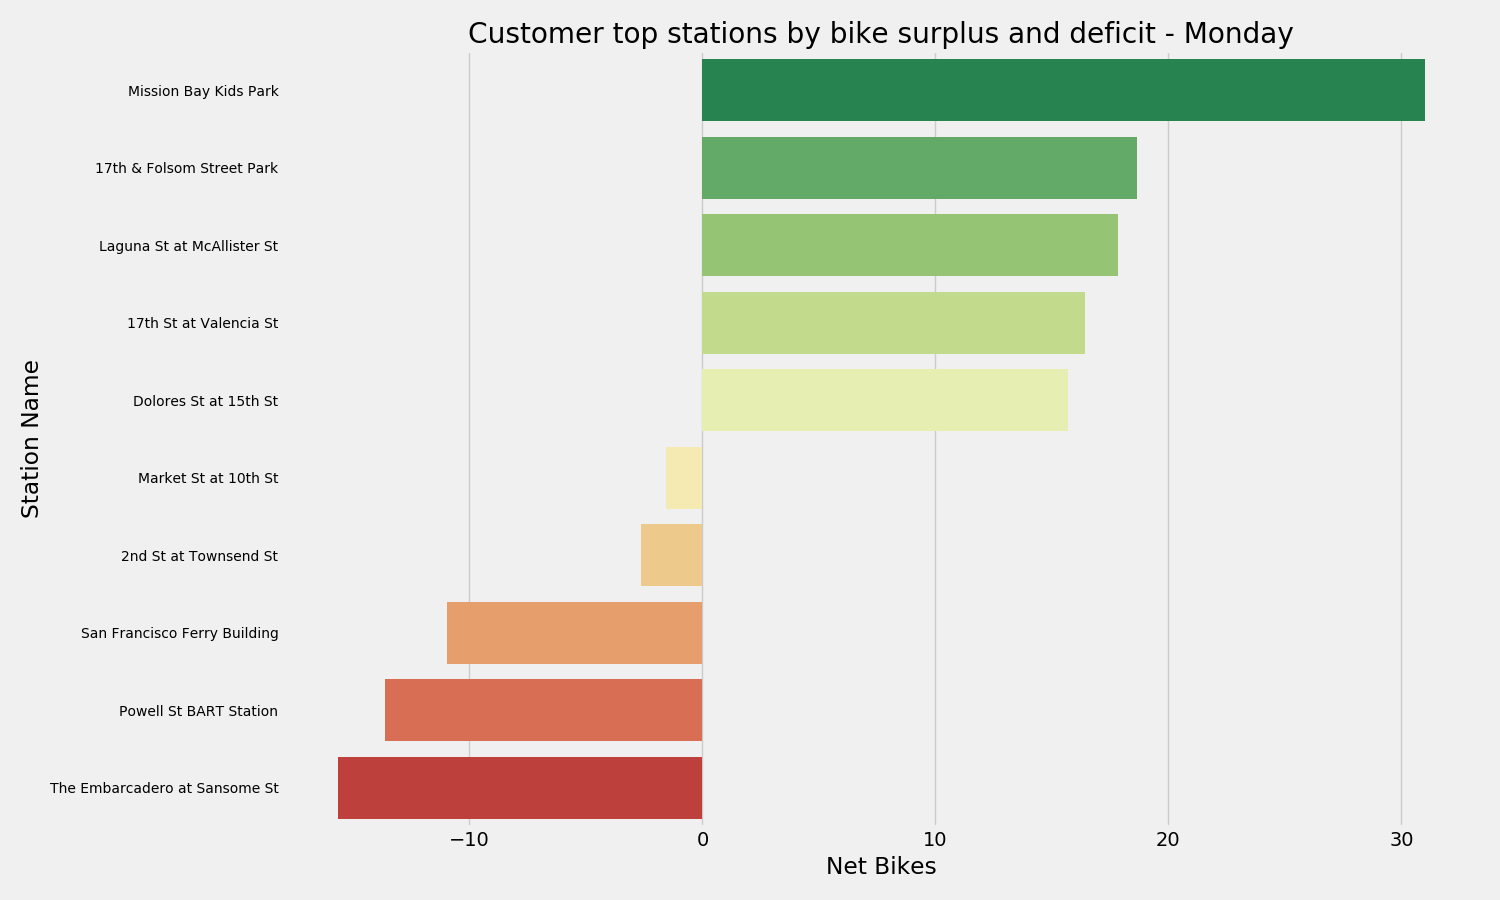 Customer top stations by bike surplus and deficit - Monday
Mission Bay Kids Park
17th & Folsom Street Park
Laguna St at McAllister St
17th St at Valencia St
Dolores St at 15th St
Market St at 10th St
2nd St at Townsend St
San Francisco Ferry Building
Powell St BART Station
The Embarcadero at Sansome St
Station Name
−10 0 10 20 30
Net Bikes